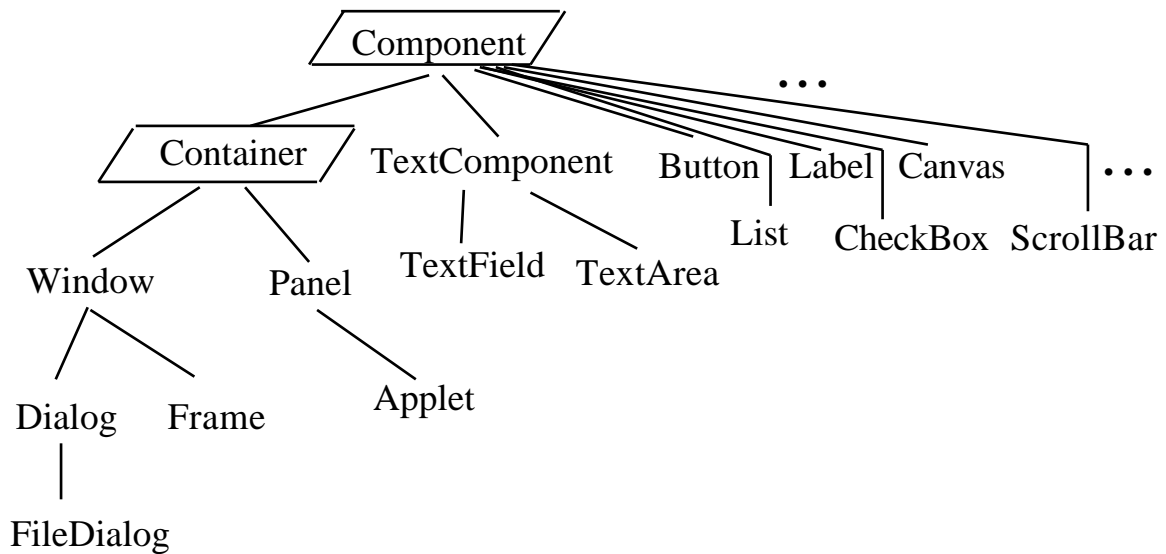 Component
...
Container
TextComponent
Button
Label
Canvas
...
List
CheckBox
ScrollBar
TextField
TextArea
Window
Panel
Applet
Dialog
Frame
FileDialog